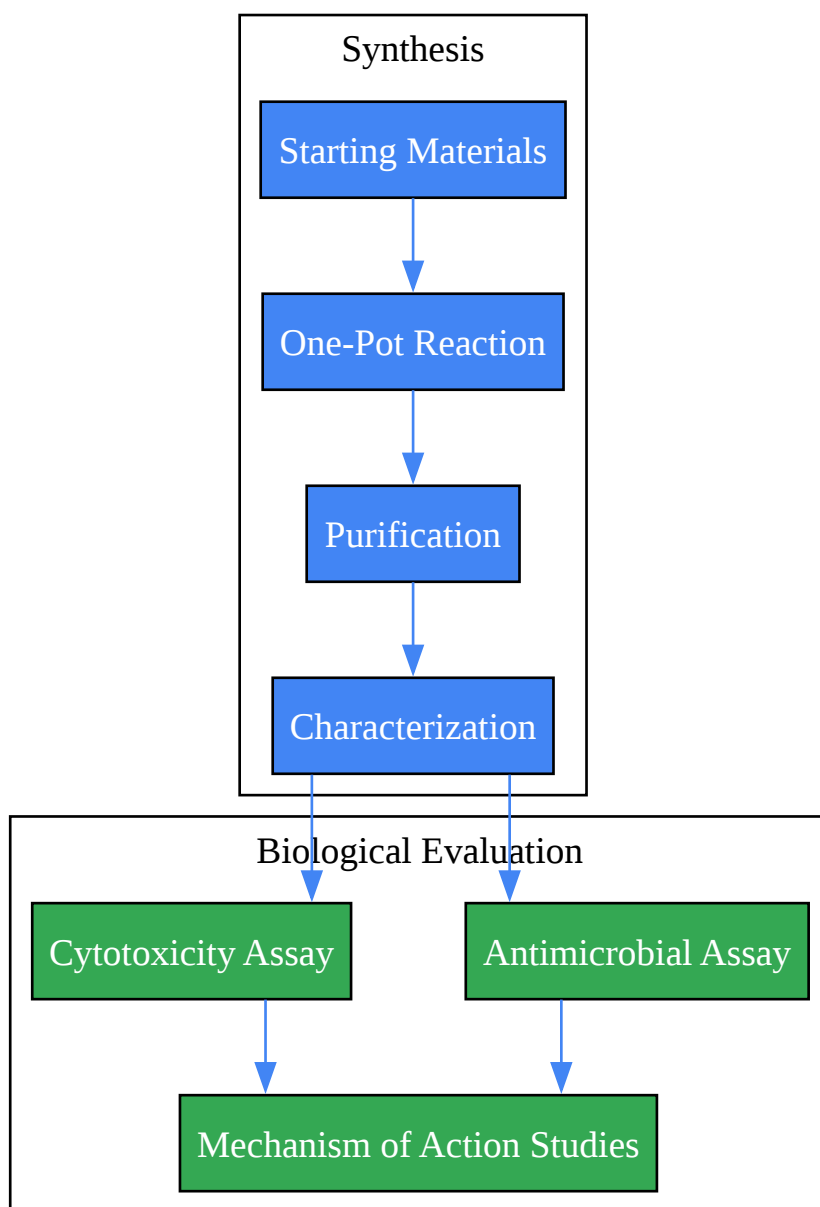 Synthesis
Starting Materials
One-Pot Reaction
Purification
Characterization
Biological Evaluation
Cytotoxicity Assay
Antimicrobial Assay
Mechanism of Action Studies